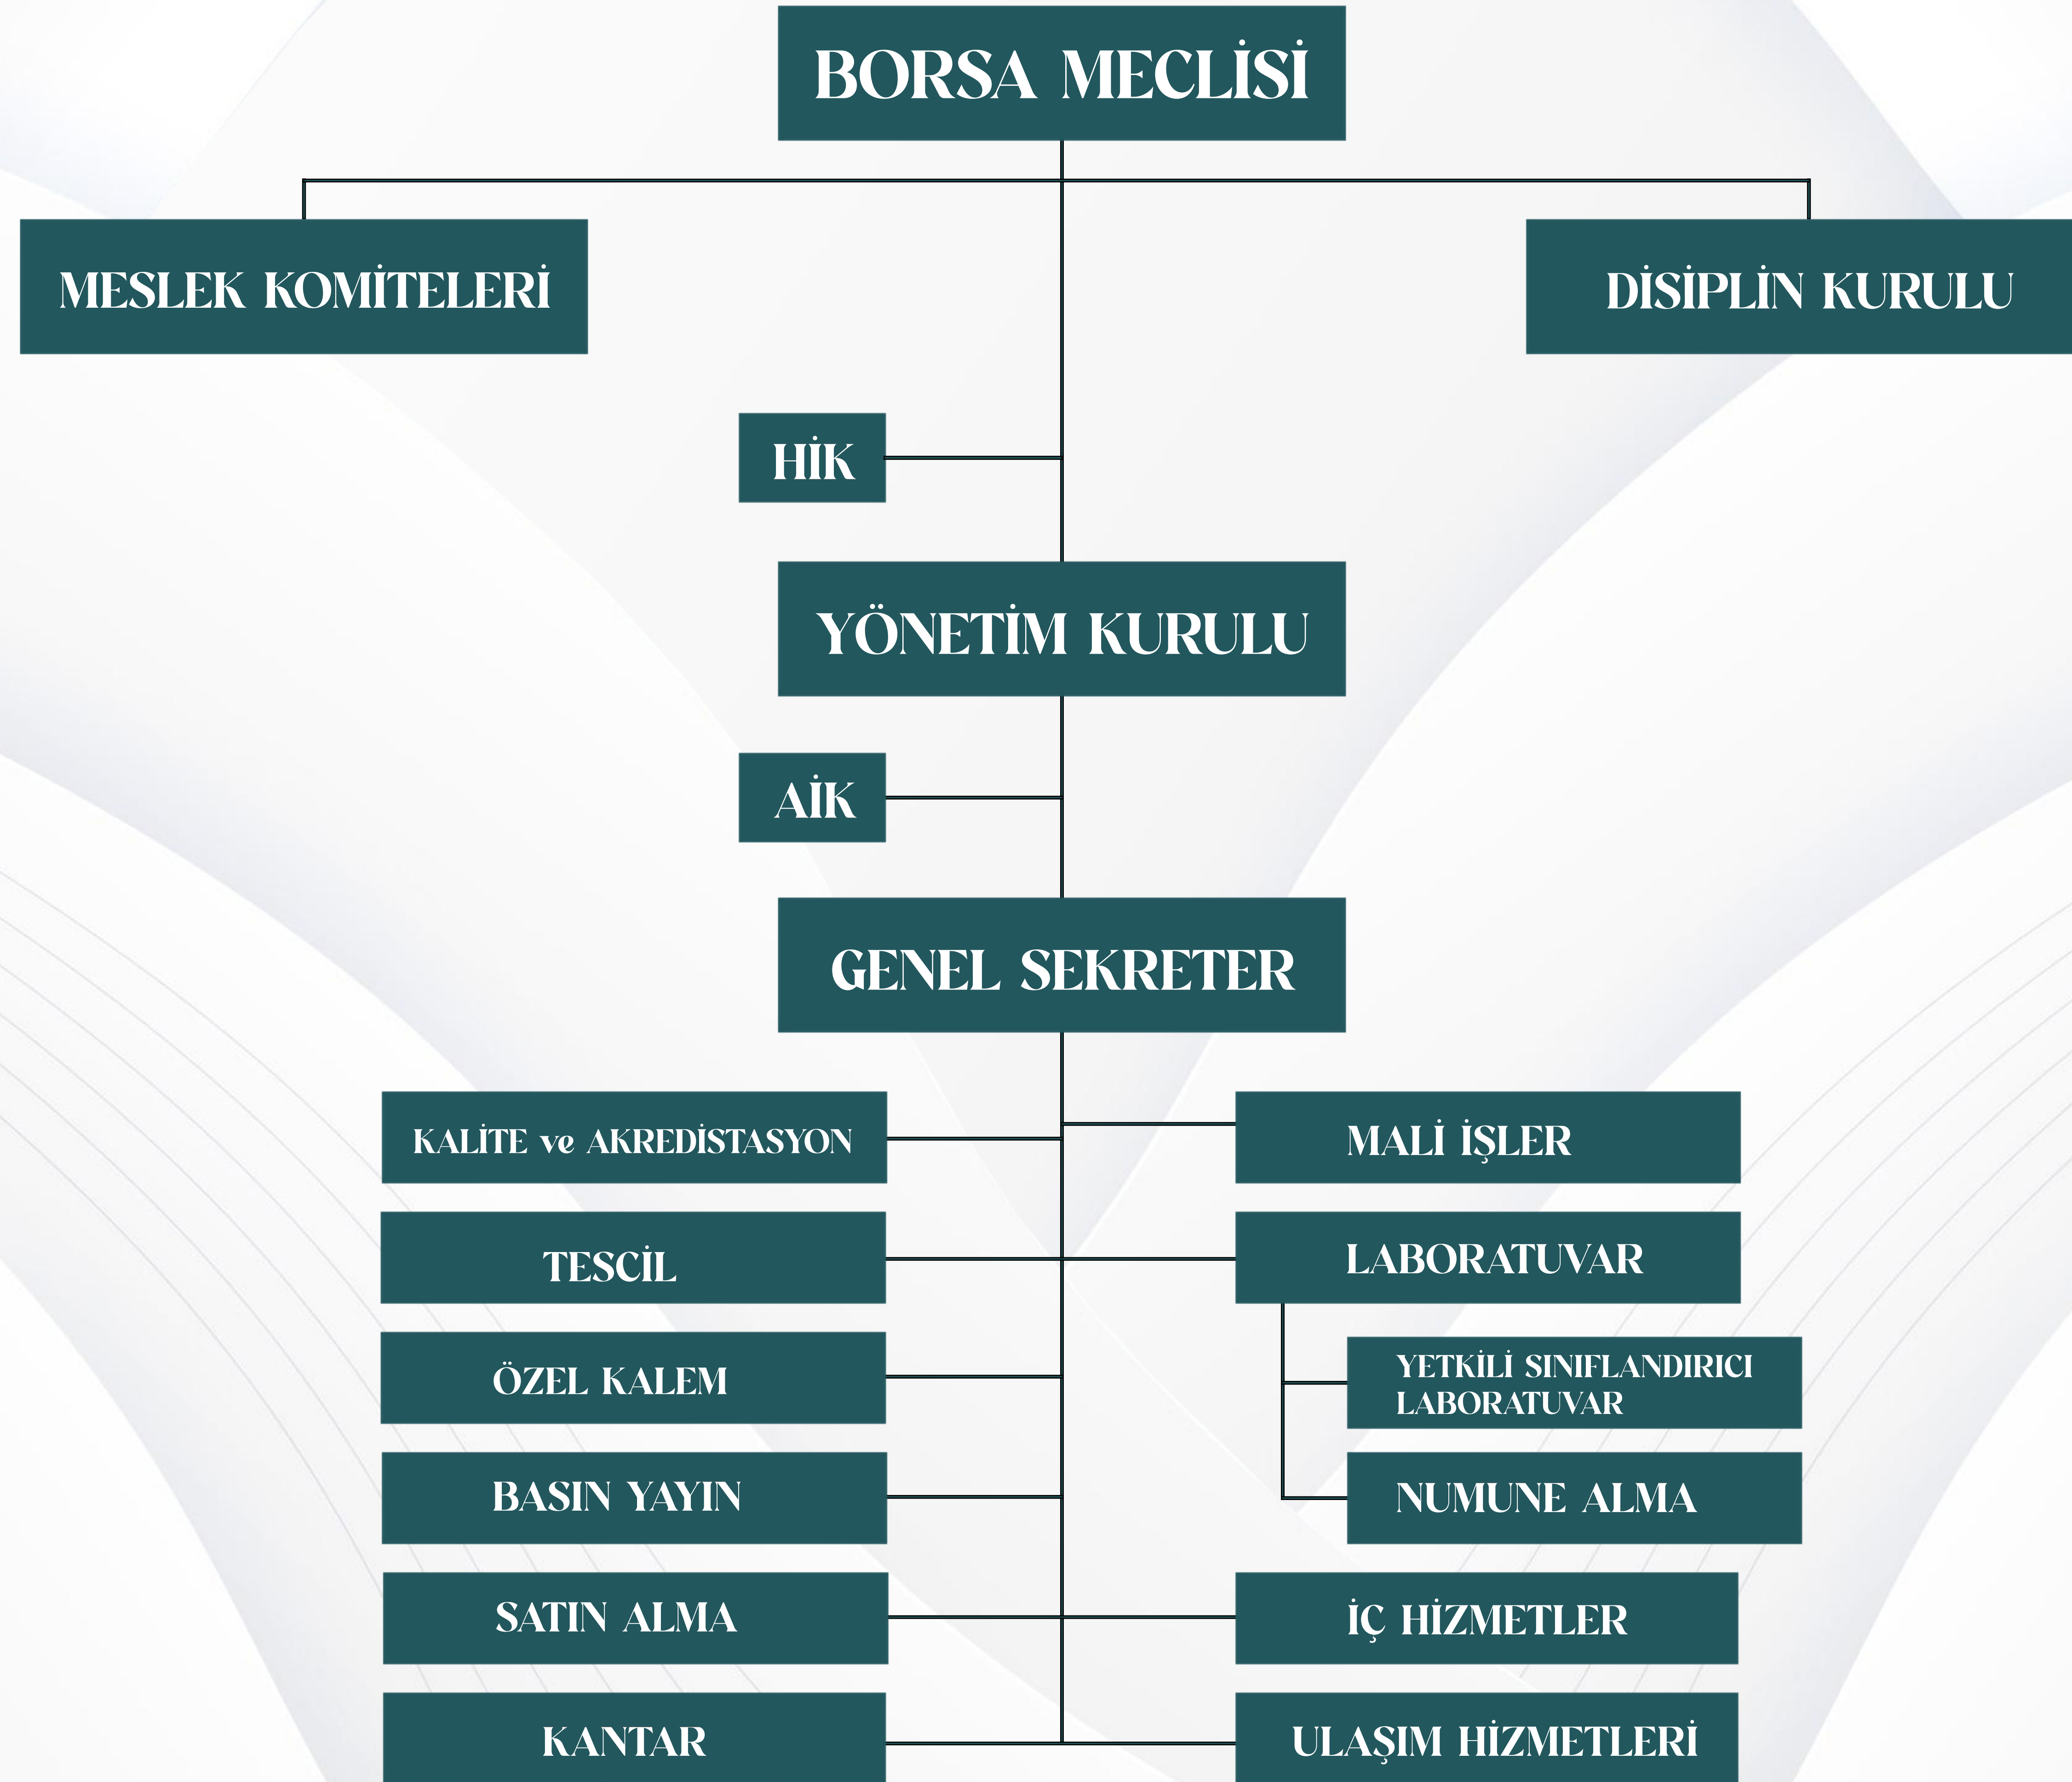 BORSA MECLİSİ
MESLEK KOMİTELERİ
DİSİPLİN KURULU
HİK
YÖNETİM KURULU
AİK
GENEL SEKRETER
KALİTE ve AKREDİSTASYON
MALİ İŞLER
TESCİL
LABORATUVAR
ÖZEL KALEM
YETKİLİ SINIFLANDIRICI
LABORATUVAR
BASIN YAYIN
NUMUNE ALMA
SATIN ALMA
İÇ HİZMETLER
KANTAR
ULAŞIM HİZMETLERİ